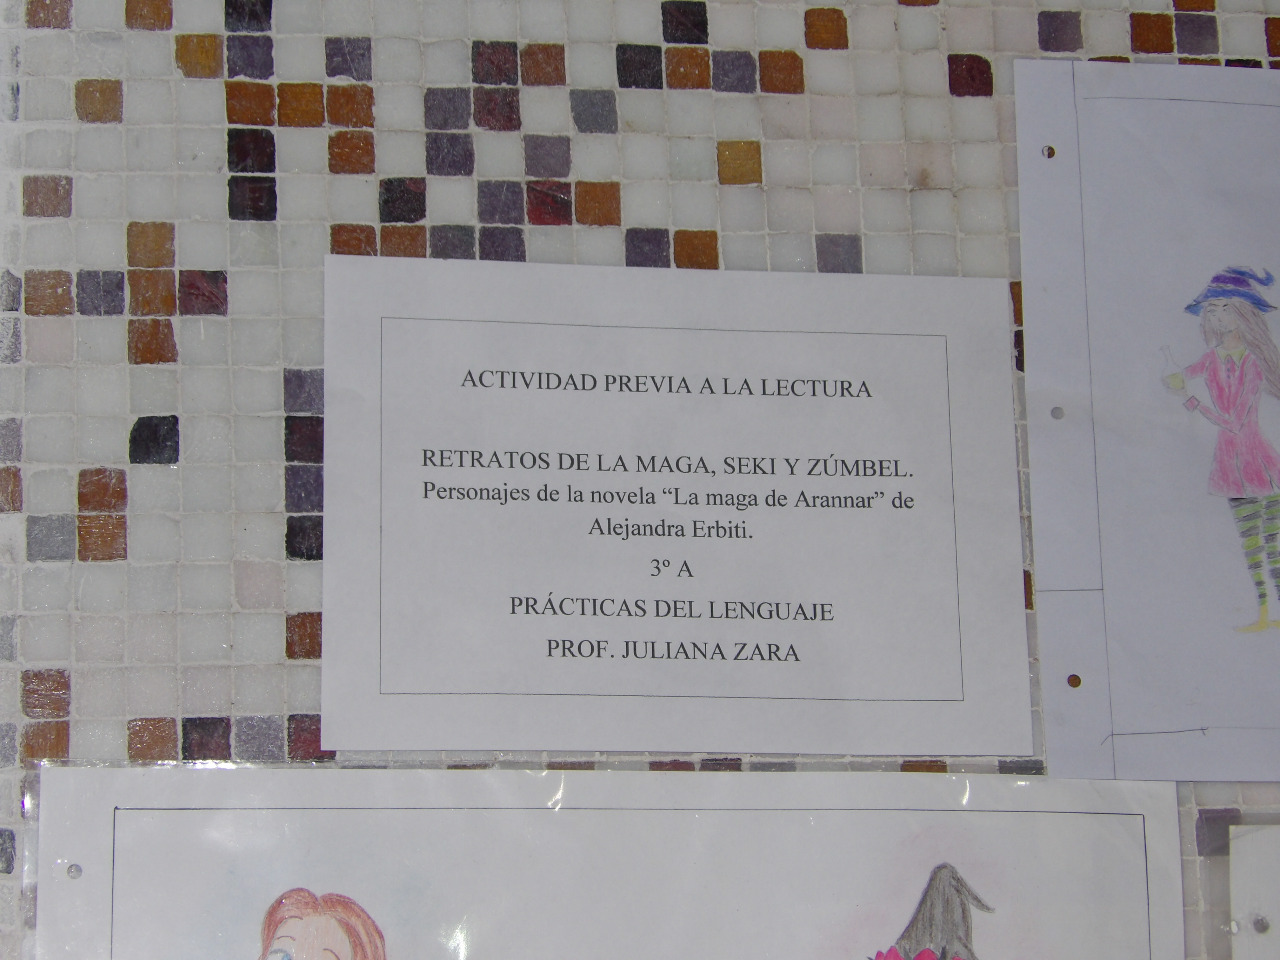 ACTIVIDAD PREVIA A LA LECTURA
RETRATOS DE LA MAGA, SEKI Y ZÚMBEL.
Personajes de la novela “La maga de Arannar” de
Alejandra Erbiti.
3º A
PRÁCTICAS DEL LENGUAJE
PROF. JULIANA ZARA